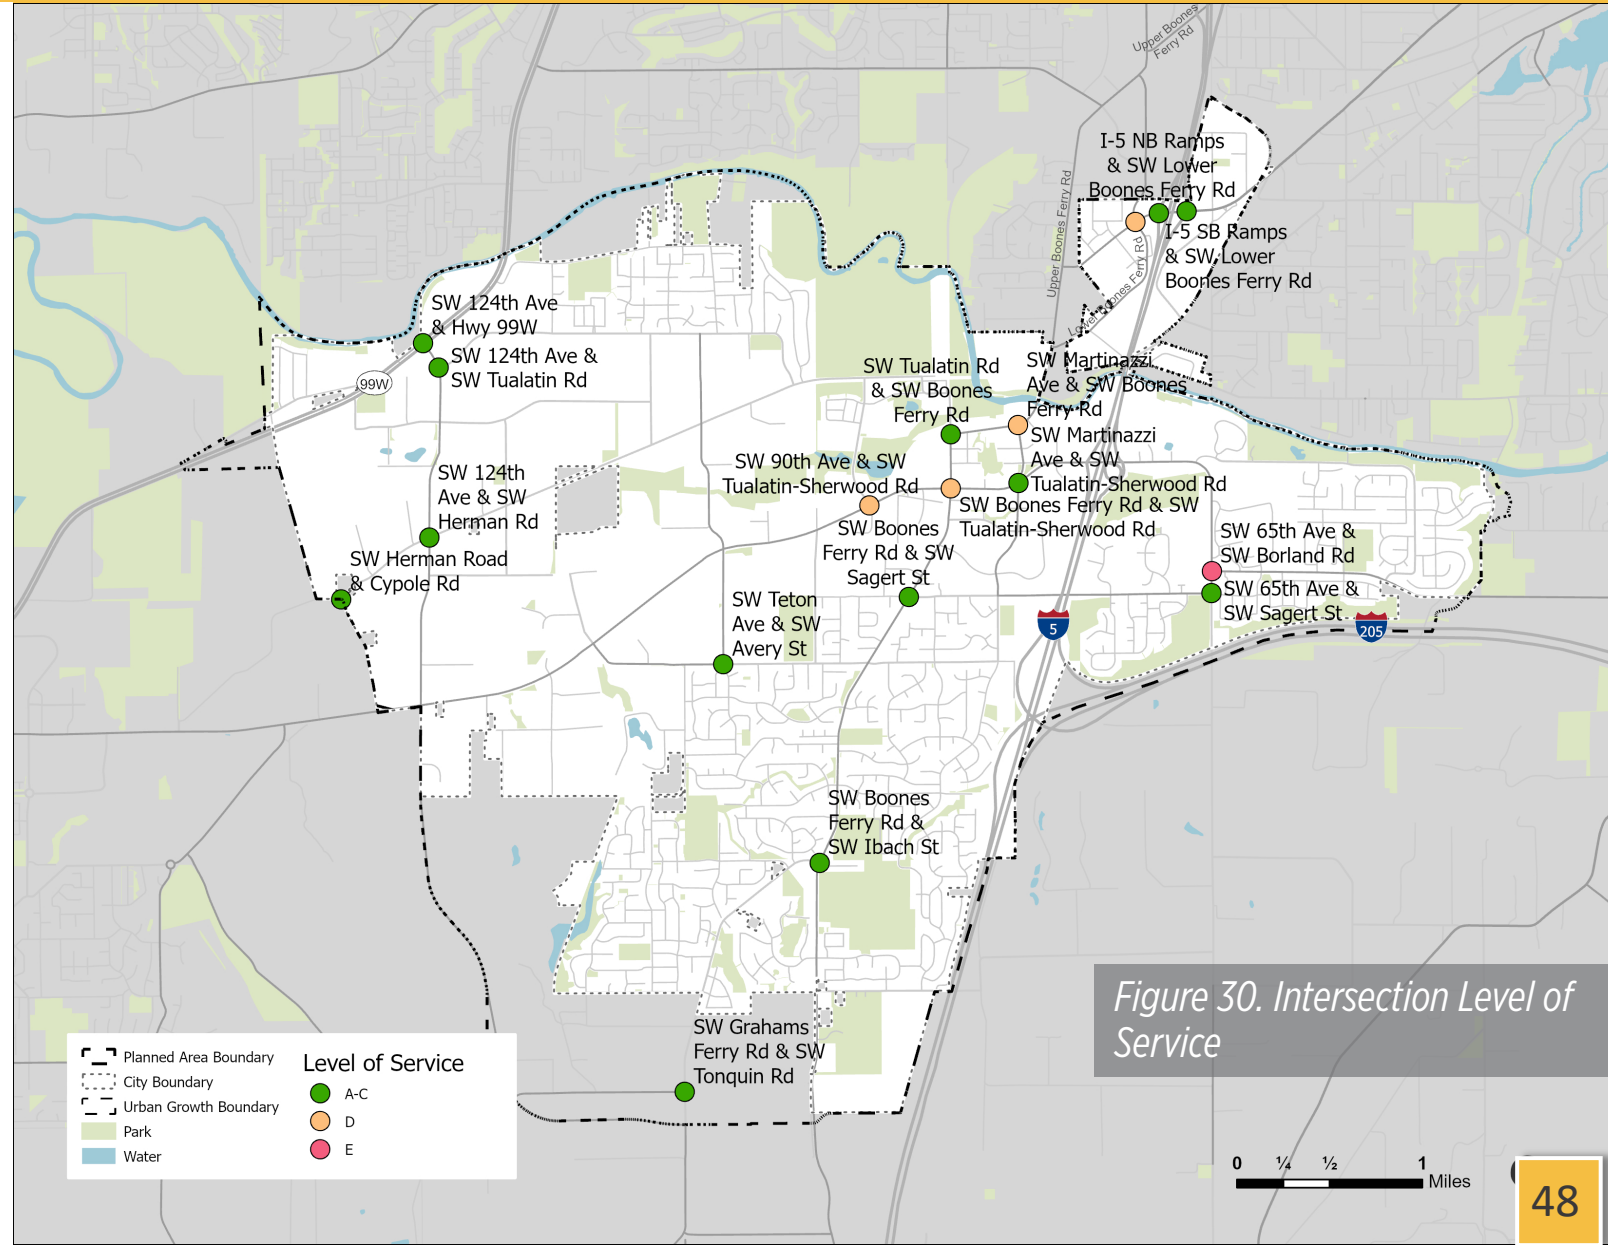 Upper Boones
Ferry Rd
I-5 NB Ramps
& SW Lower
Boones Ferry Rd
Upper Boones Ferry Rd
I-5 SB Ramps
& SW Lower
Boones Ferry Rd
Lower Boones Ferry Rd
SW 124th Ave
& Hwy 99W
SW 124th Ave &
SW Tualatin Rd
99W
SW Tualatin Rd
& SW Boones
Ferry Rd
SW Martinazzi
Ave & SW Boones
Ferry Rd
SW Martinazzi
Ave & SW
Tualatin-Sherwood Rd
SW 90th Ave & SW
Tualatin-Sherwood Rd
SW Boones Ferry Rd & SW
Tualatin-Sherwood Rd
SW 124th
Ave & SW
Herman Rd
SW Boones
Ferry Rd & SW
Sagert St
SW 65th Ave &
SW Borland Rd
SW Herman Road
& Cypole Rd
SW 65th Ave &
SW Sagert St
SW Teton
Ave & SW
Avery St
5
205
SW Boones
Ferry Rd &
SW Ibach St
Figure 30. Intersection Level of
Service
SW Grahams
Ferry Rd & SW
Tonquin Rd
Planned Area Boundary
City Boundary
Urban Growth Boundary
Park
Water
Level of Service
A-C
D
E
0 ¼ ½ 1
Miles
48